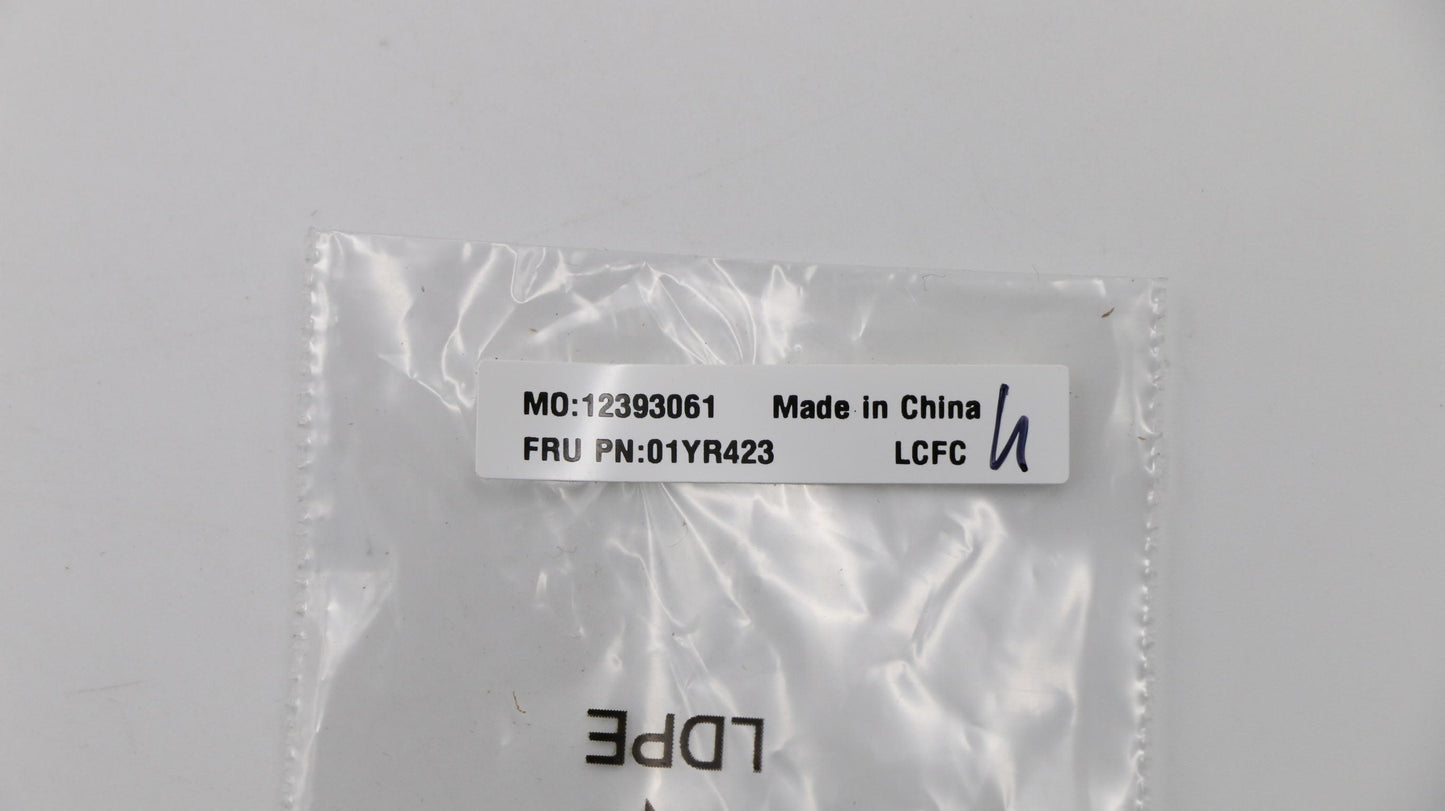 MO:12393061 Made in China
FRU PN:01YR423 LCFC
LDPE